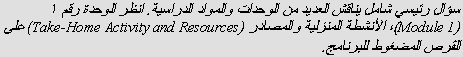 سؤال رئيسي شامل يناقش العديد من الوحدات والمواد الدراسية. انظر الوحدة رقم ١
(Module 1)، الأنشطة المنزلية والمصادر (Take-Home Activity and Resources) على
القرص المضغوط للبرنامج.